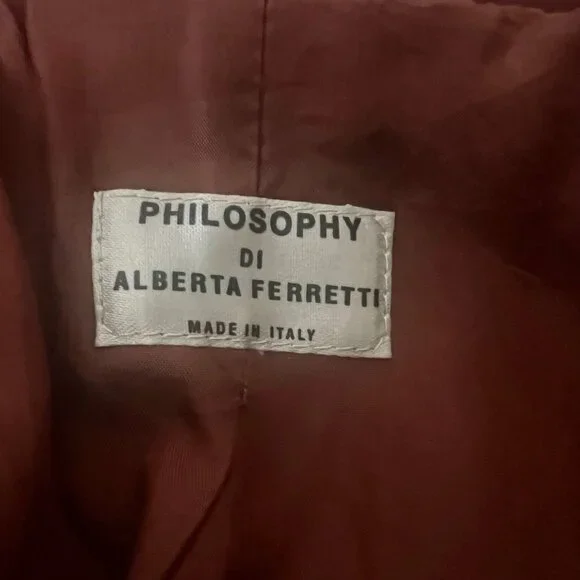 PHILOSOPHY
DI
ALBERTA FERRETTI
MADE IN ITALY